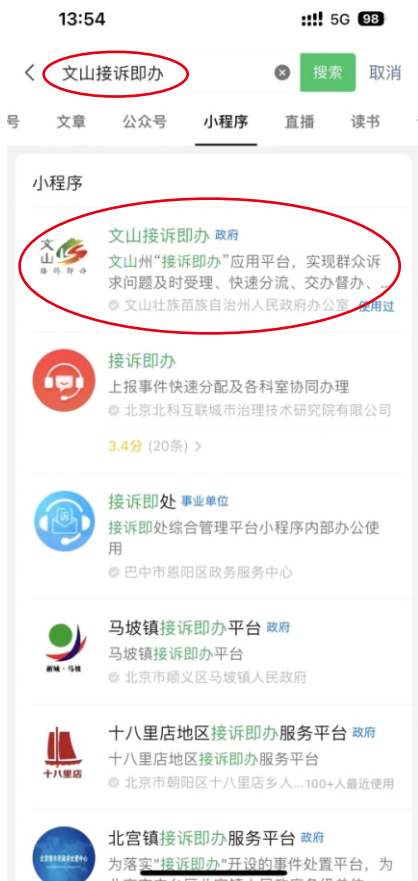 13:54
5G 98
文山接诉即办
搜索 取消
号 文章 公众号 小程序 直播 读书
小程序
文山
接诉即办
文山接诉即办 政府
文山州“接诉即办”应用平台，实现群众诉
求问题及时受理、快速分流、交办督办、...
文山壮族苗族自治州人民政府办公室 使用过
接诉即办
上报事件快速分配及各科室协同办理
北京北科互联城市治理技术研究院有限公司
3.4分 (20条) >
诉
接诉即处 事业单位
接诉即处综合管理平台小程序内部办公使
用
巴中市恩阳区政务服务中心
马坡镇接诉即办平台 政府
马坡镇接诉即办平台
北京市顺义区马坡镇人民政府
新城·马坡
十八里店地区接诉即办服务平台 政府
十八里店地区接诉即办服务平台
北京市朝阳区十八里店乡人...100+人最近使用
十八里店
北宫镇接诉即办服务平台 政府
为落实"接诉即办"开设的事件处置平台，为